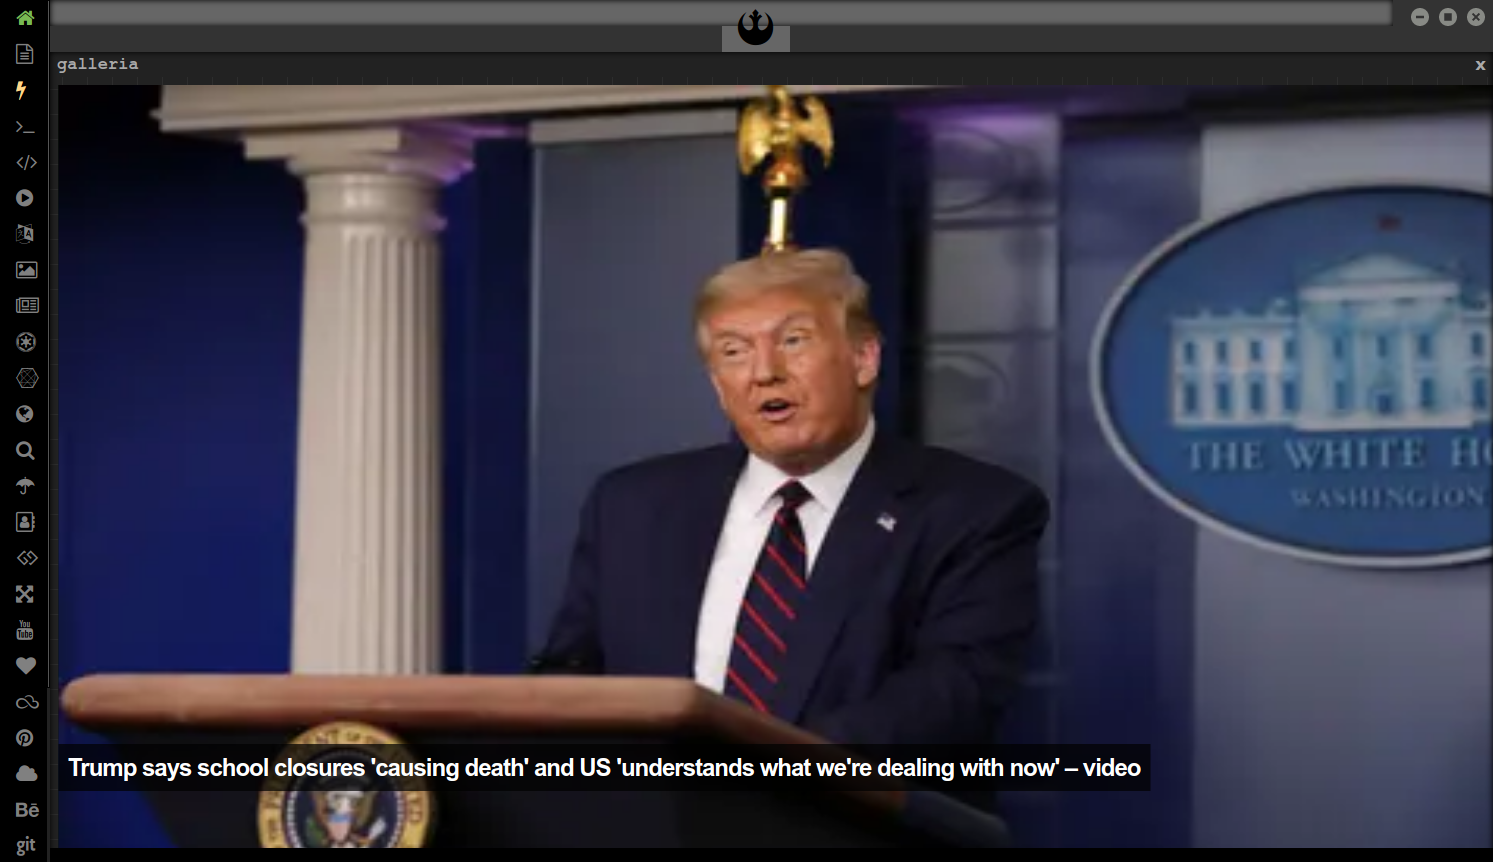 galleria
x
THE WHITE HO
WASHINGTON
Trump says school closures 'causing death' and US 'understands what we're dealing with now' – video
You
Tube
Bē
git